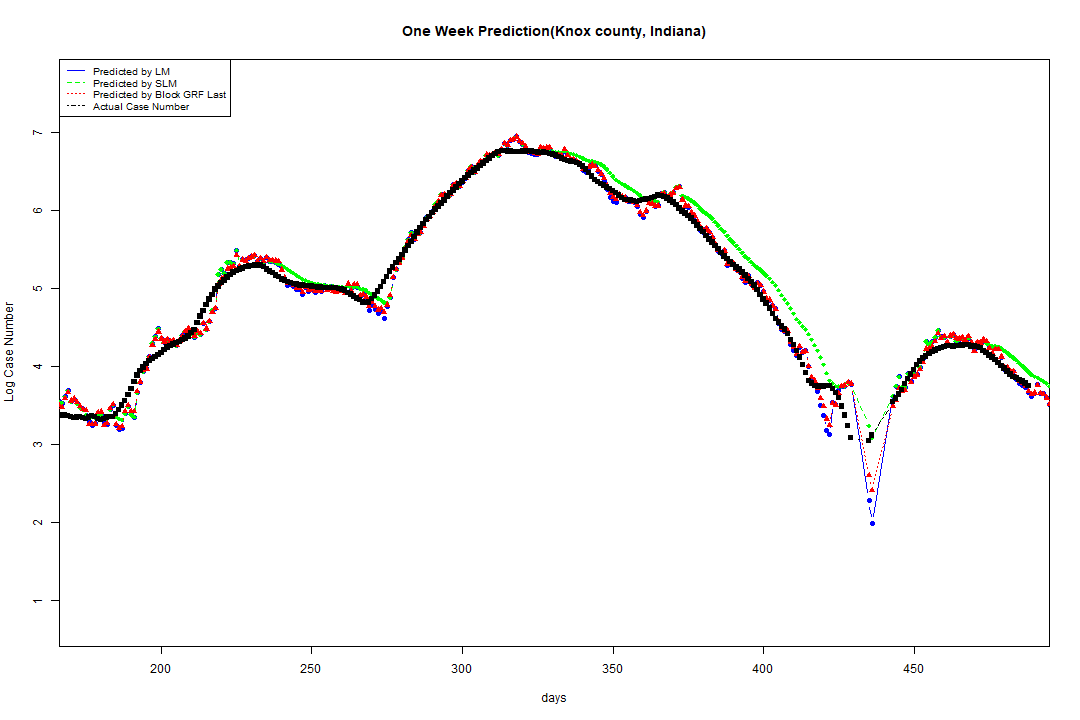 One Week Prediction(Knox county, Indiana)
Predicted by LM
Predicted by SLM
Predicted by Block GRF Last
Actual Case Number
7
6
5
4
3
2
1
Log Case Number
200 250 300 350 400 450
days